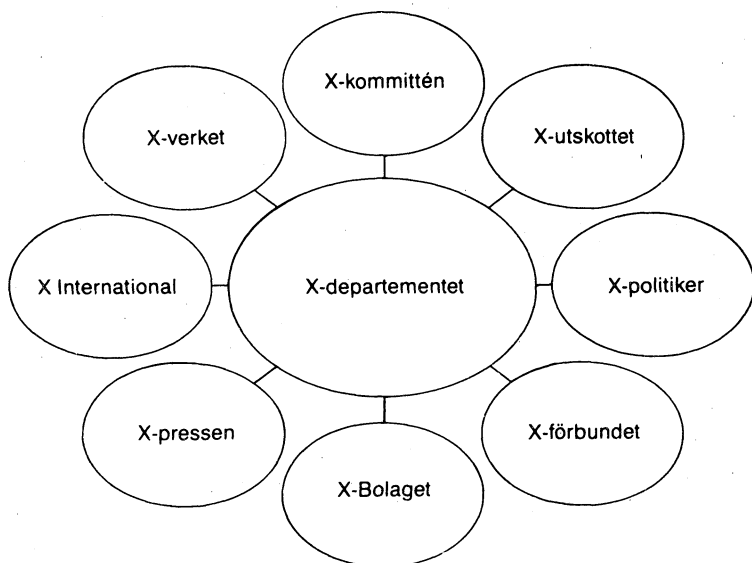 X-kommittén
X-verket
X-utskottet
X International
X-departementet
X-politiker
X-pressen
X-förbundet
X-Bolaget